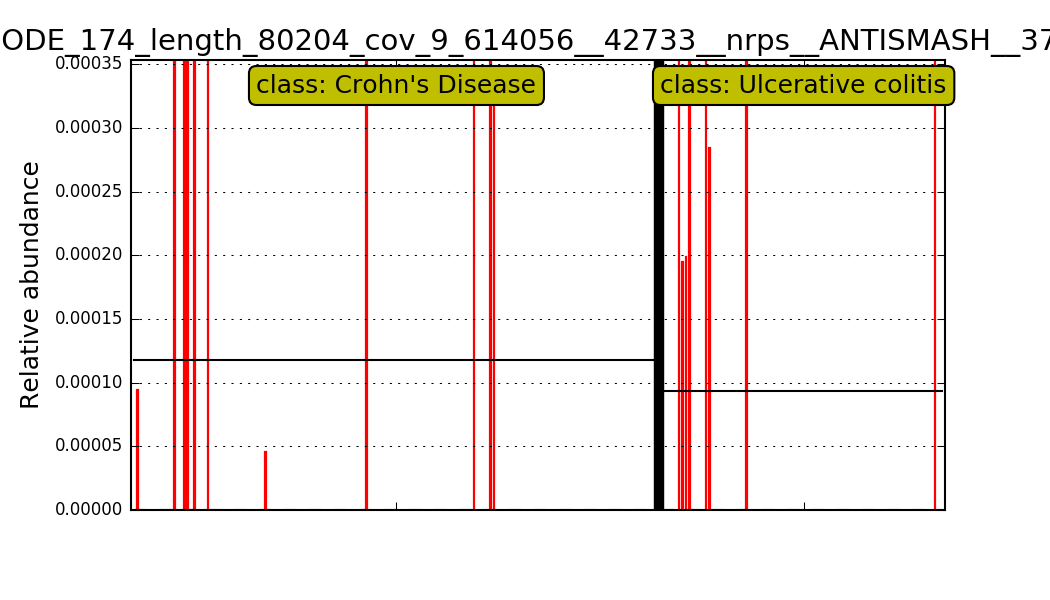 ODE_174_length_80204_cov_9_614056__42733__nrps__ANTISMASH__37
class: Crohn's Disease
class: Ulcerative colitis
Relative abundance
0.00035
0.00030
0.00025
0.00020
0.00015
0.00010
0.00005
0.00000